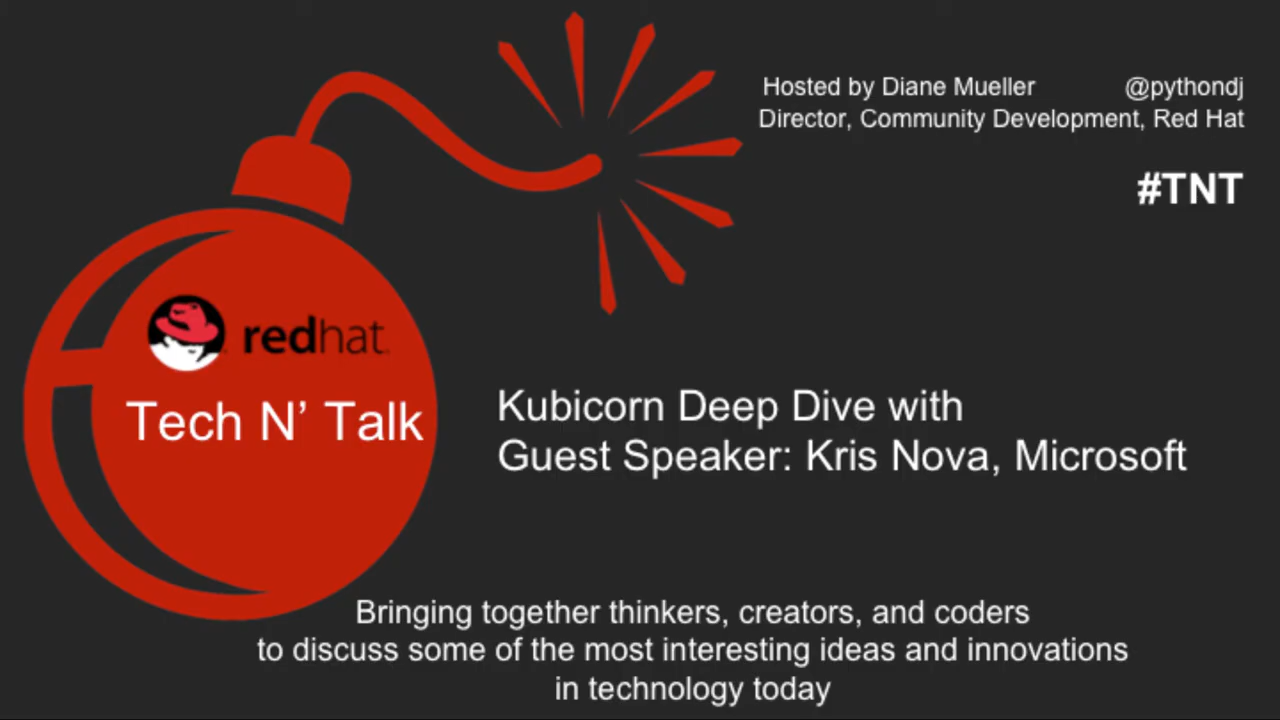 Hosted by Diane Mueller @pythondj
Director, Community Development, Red Hat
#TNT
redhat.
Tech N’ Talk
Kubicorn Deep Dive with
Guest Speaker: Kris Nova, Microsoft
Bringing together thinkers, creators, and coders
to discuss some of the most interesting ideas and innovations
in technology today